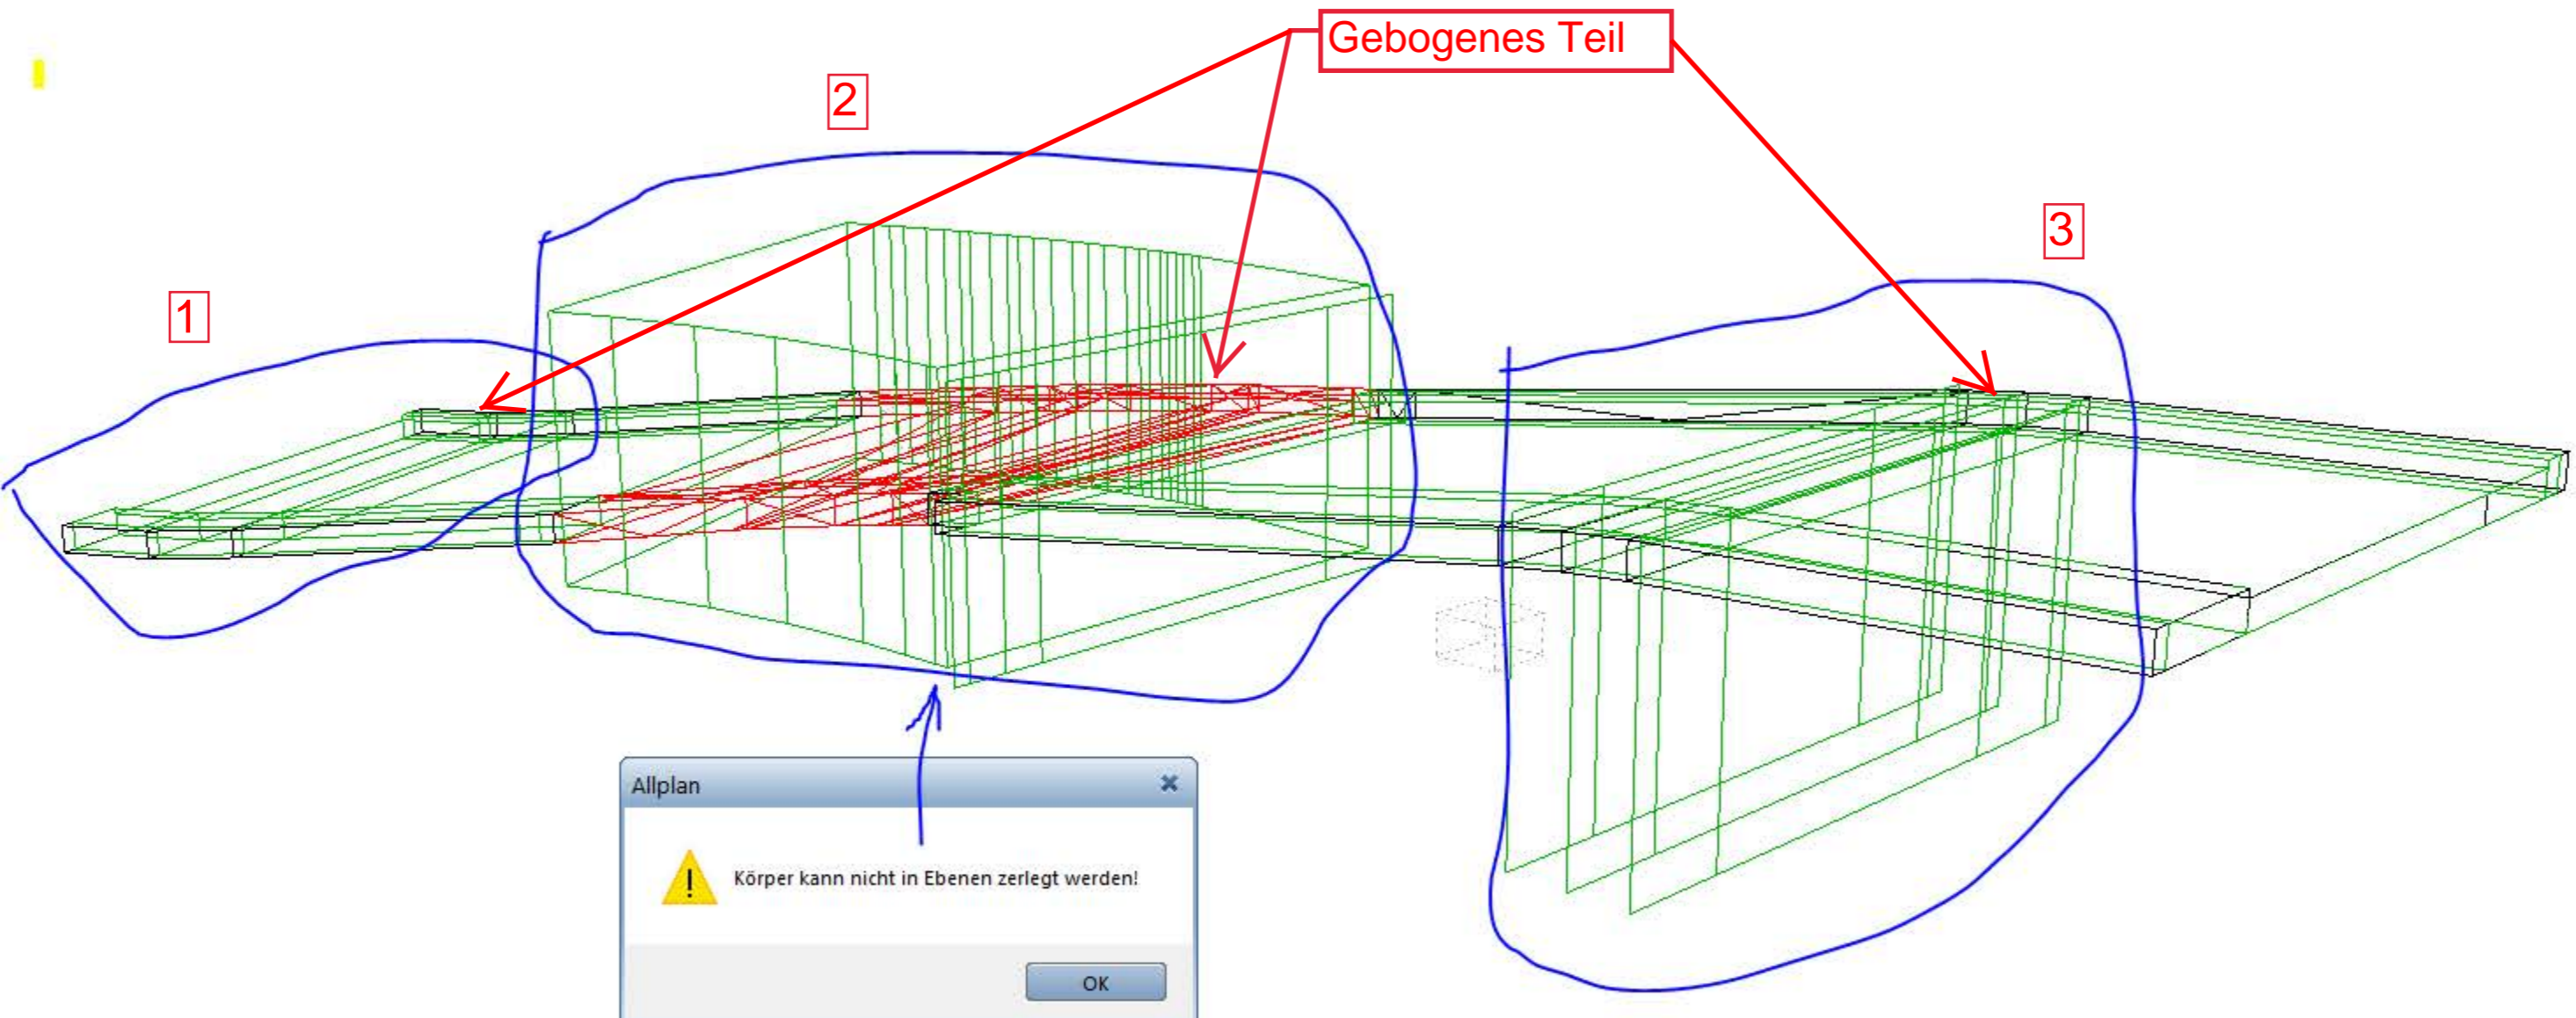 Gebogenes Teil
2
3
1
Allplan
Körper kann nicht in Ebenen zerlegt werden!
OK